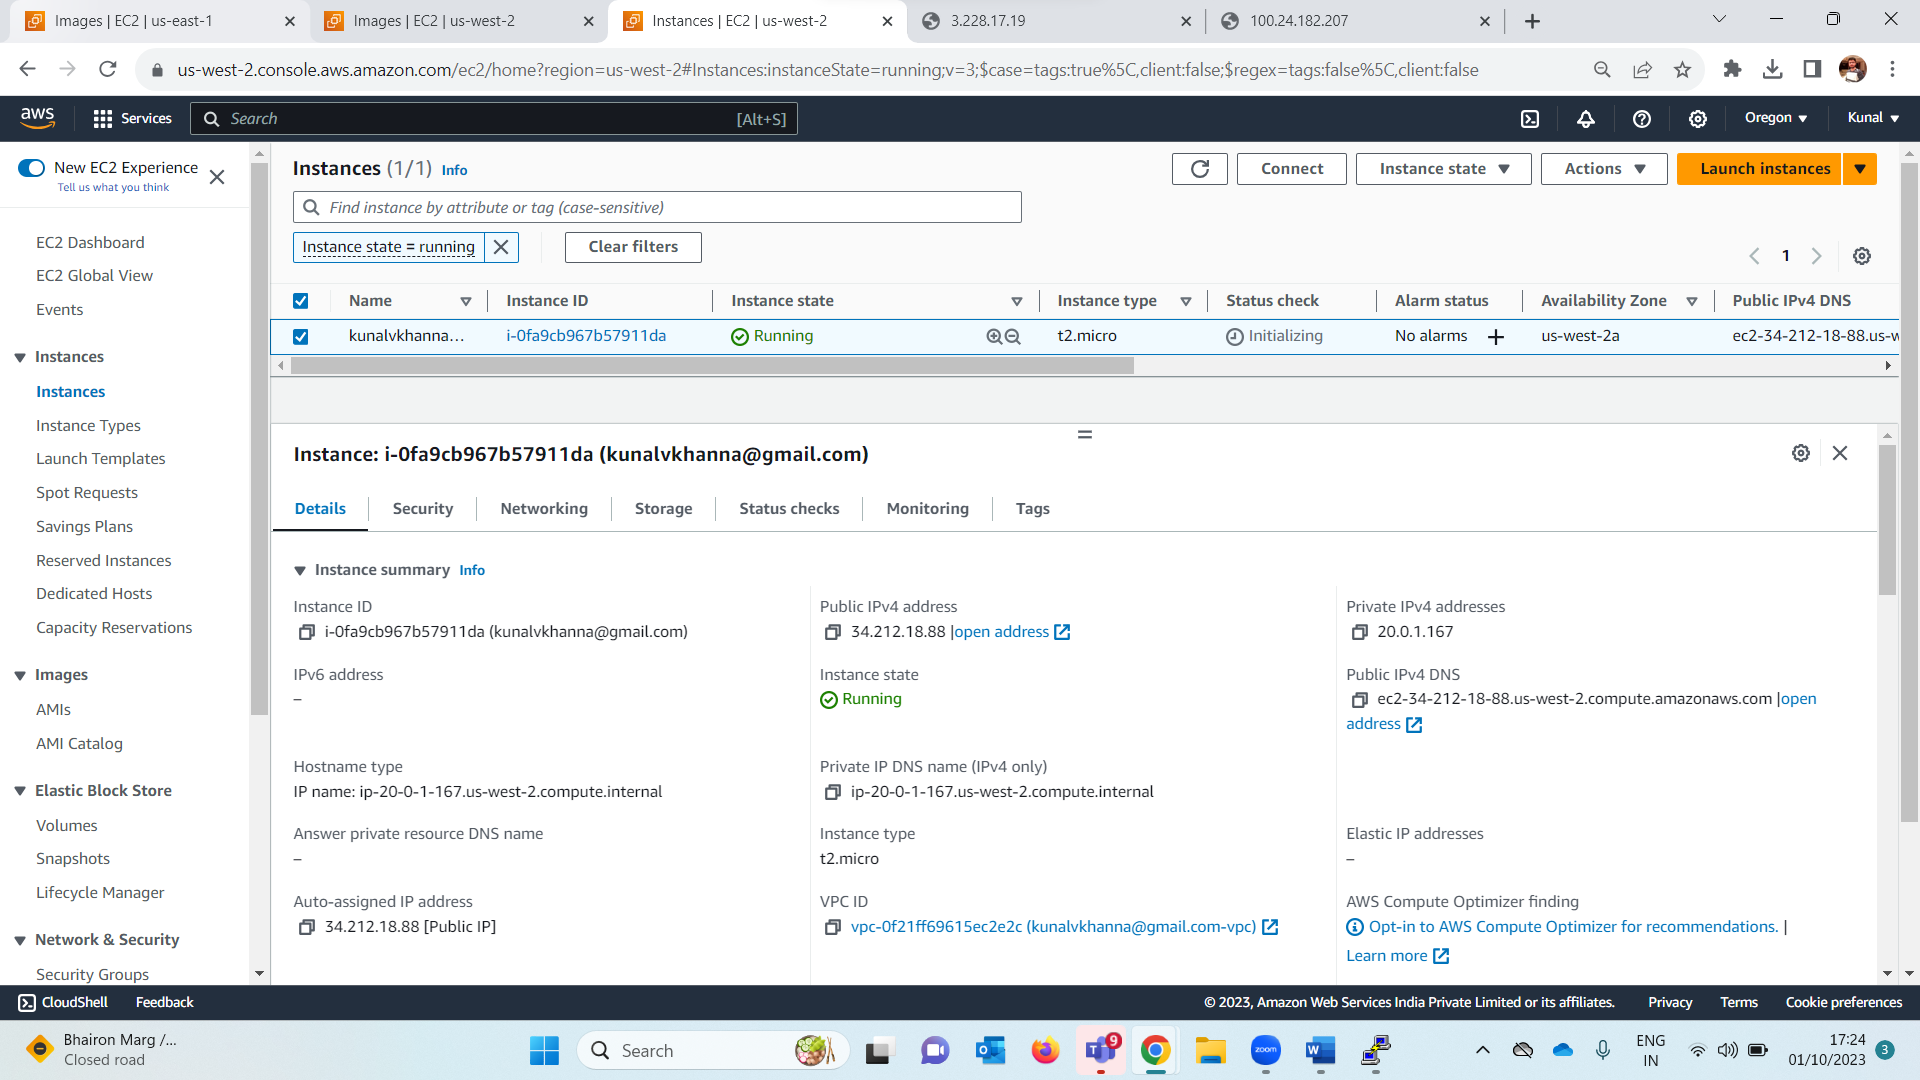 Images | EC2 | us-east-1
Images | EC2 | us-west-2
Instances | EC2 | us-west-2
3.228.17.19
100.24.182.207
us-west-2.console.aws.amazon.com/ec2/home?region=us-west-2#Instances:instanceState=running;v=3;$case=tags:true%5C,client:false;$regex=tags:false%5C,client:false
aws
Services
Search
[Alt+S]
Oregon
Kunal
New EC2 Experience
Tell us what you think
EC2 Dashboard
EC2 Global View
Events
Instances
Instances
Instance Types
Launch Templates
Spot Requests
Savings Plans
Reserved Instances
Dedicated Hosts
Capacity Reservations
Images
AMIs
AMI Catalog
Elastic Block Store
Volumes
Snapshots
Lifecycle Manager
Network & Security
Security Groups
Instances (1/1) Info
Connect
Instance state
Actions
Launch instances
Find instance by attribute or tag (case-sensitive)
Instance state = running
Clear filters
1
Name Instance ID Instance state Instance type Status check Alarm status Availability Zone Public IPv4 DNS
kunalvkhanna... i-0fa9cb967b57911da Running t2.micro Initializing No alarms us-west-2a ec2-34-212-18-88.us-w
Instance: i-0fa9cb967b57911da (kunalvkhanna@gmail.com)
Details Security Networking Storage Status checks Monitoring Tags
Instance summary Info
Instance ID
i-0fa9cb967b57911da (kunalvkhanna@gmail.com)
Public IPv4 address
34.212.18.88 |open address
Private IPv4 addresses
20.0.1.167
IPv6 address
–
Instance state
Running
Public IPv4 DNS
ec2-34-212-18-88.us-west-2.compute.amazonaws.com |open
address
Hostname type
IP name: ip-20-0-1-167.us-west-2.compute.internal
Private IP DNS name (IPv4 only)
ip-20-0-1-167.us-west-2.compute.internal
Answer private resource DNS name
–
Instance type
t2.micro
Elastic IP addresses
–
Auto-assigned IP address
34.212.18.88 [Public IP]
VPC ID
vpc-0f21ff69615ec2e2c (kunalvkhanna@gmail.com-vpc)
AWS Compute Optimizer finding
Opt-in to AWS Compute Optimizer for recommendations. |
Learn more
CloudShell
Feedback
© 2023, Amazon Web Services India Private Limited or its affiliates.
Privacy
Terms
Cookie preferences
Bhairon Marg /...
Closed road
Search
9
zoom
ENG
IN
17:24
01/10/2023
3